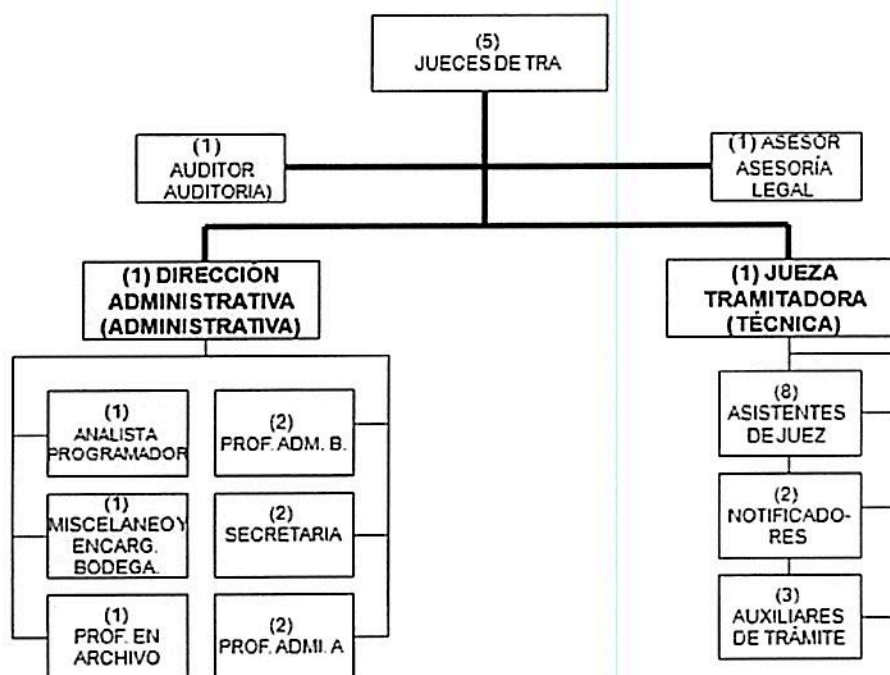 (5)
JUECES DE TRA
(1)
AUDITOR
AUDITORIA)
(1) ASESOR
ASESORÍA
LEGAL
(1) DIRECCIÓN
ADMINISTRATIVA
(ADMINISTRATIVA)
(1) JUEZA
TRAMITADORA
(TÉCNICA)
(1)
ANALISTA
PROGRAMADOR
(2)
PROF. ADM. B.
(1)
MISCELANEO Y
ENCARG.
BODEGA.
(2)
SECRETARIA
(1)
PROF. EN
ARCHIVO
(2)
PROF. ADMI. A
(8)
ASISTENTES
DE JUEZ
(2)
NOTIFICADO-
RES
(3)
AUXILIARES
DE TRÁMITE